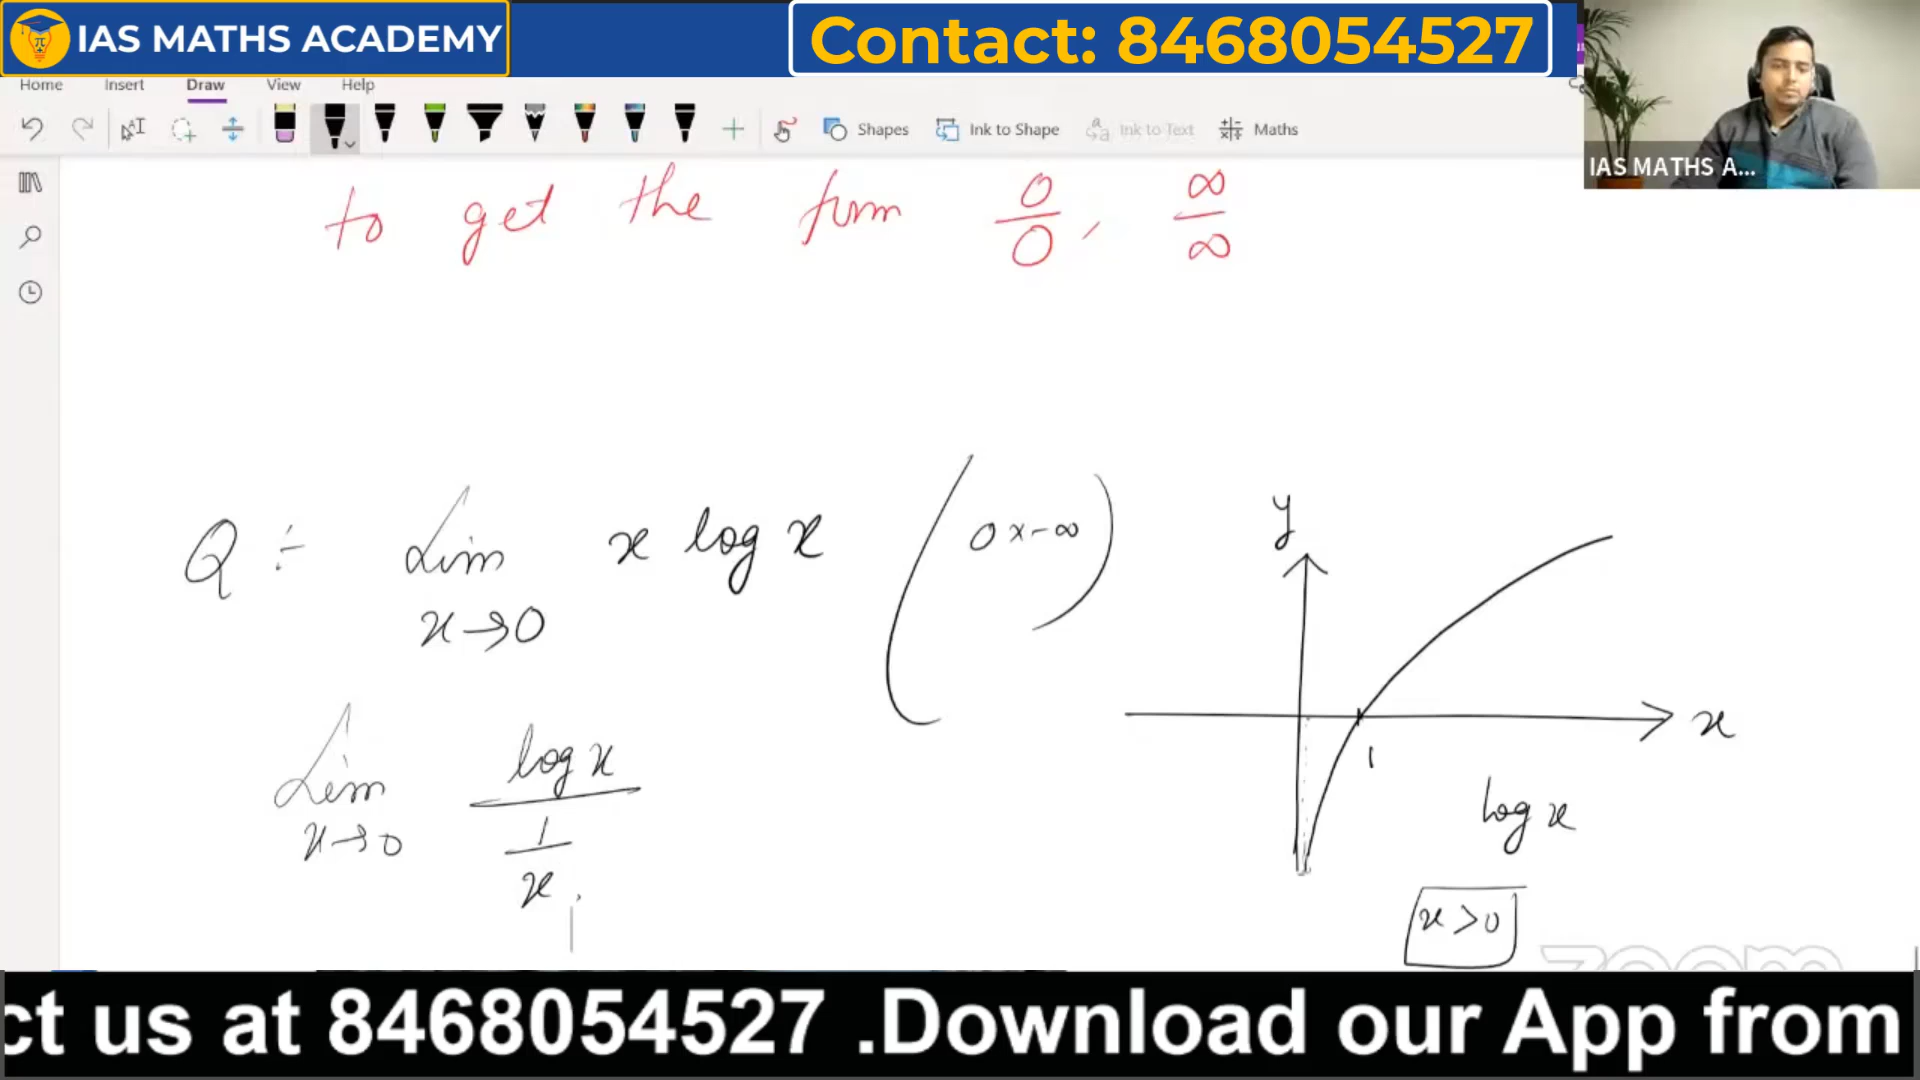 IAS MATHS ACADEMY
Contact: 8468054527
Home Insert Draw View Help
Shapes Ink to Shape Ink to Text Maths
IAS MATHS A...
to get the form 0/0, ∞/∞
Q ÷ Lim x→0 x log x (0 x -∞)
y
x
1
Lim x→0 log x / (1/x)
log x
x > 0
zoom
ct us at 8468054527 .Download our App from